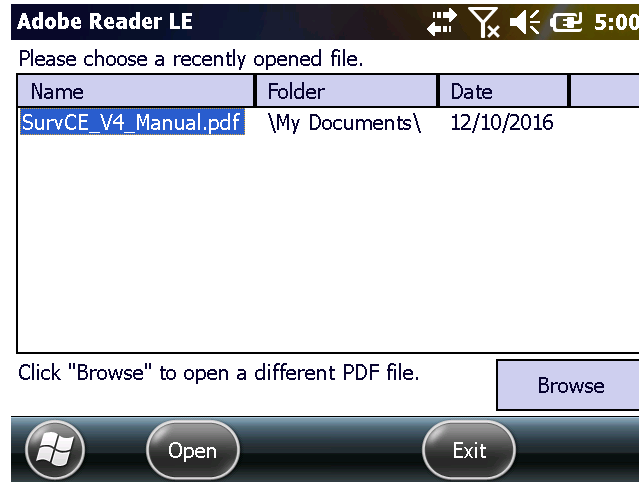 Adobe Reader LE 5:00
Please choose a recently opened file.
Name Folder Date
SurvCE_V4_Manual.pdf \My Documents\ 12/10/2016
Click "Browse" to open a different PDF file.
Browse
Open Exit